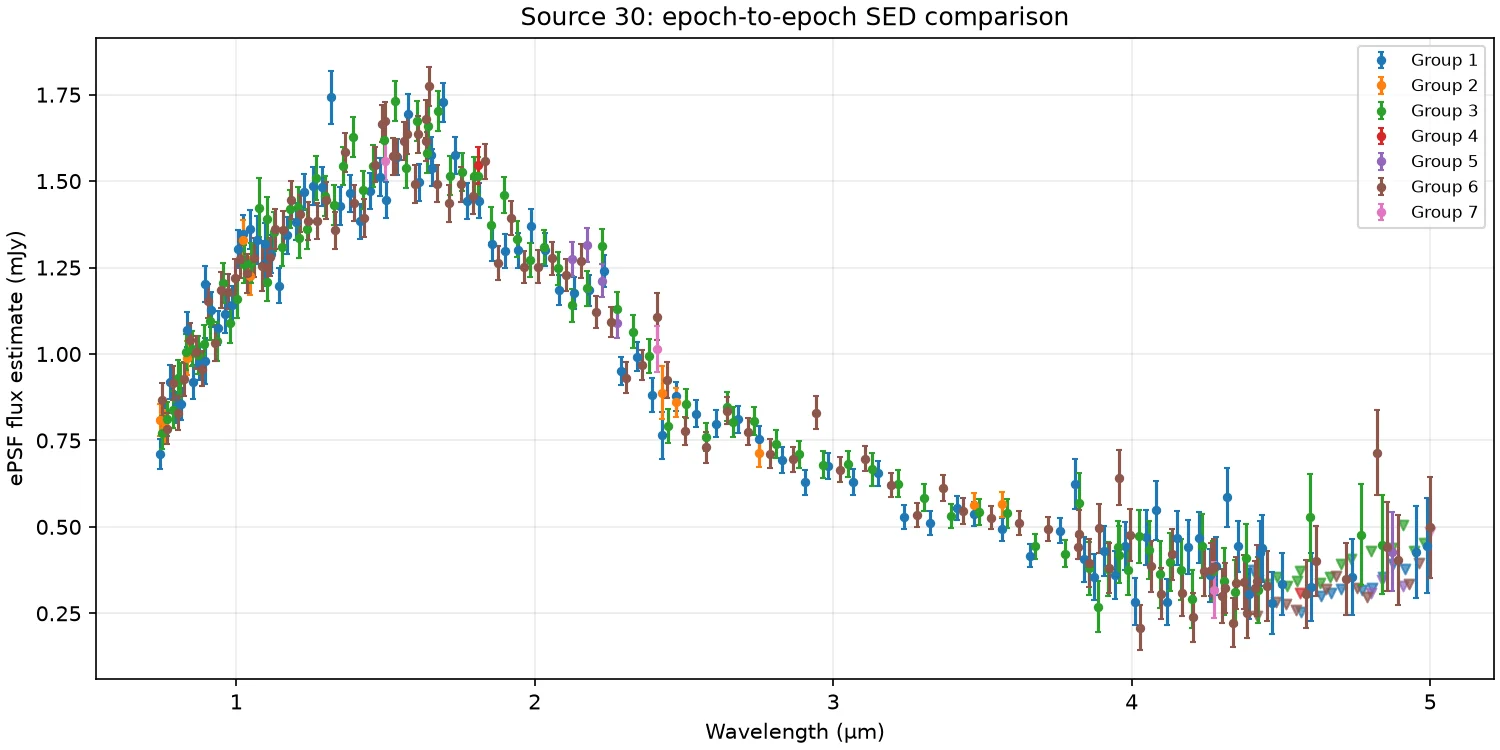 Source 30: epoch-to-epoch SED comparison
ePSF flux estimate (mJy)
1.75
1.50
1.25
1.00
0.75
0.50
0.25
Group 1
Group 2
Group 3
Group 4
Group 5
Group 6
Group 7
1 2 3 4 5
Wavelength (μm)